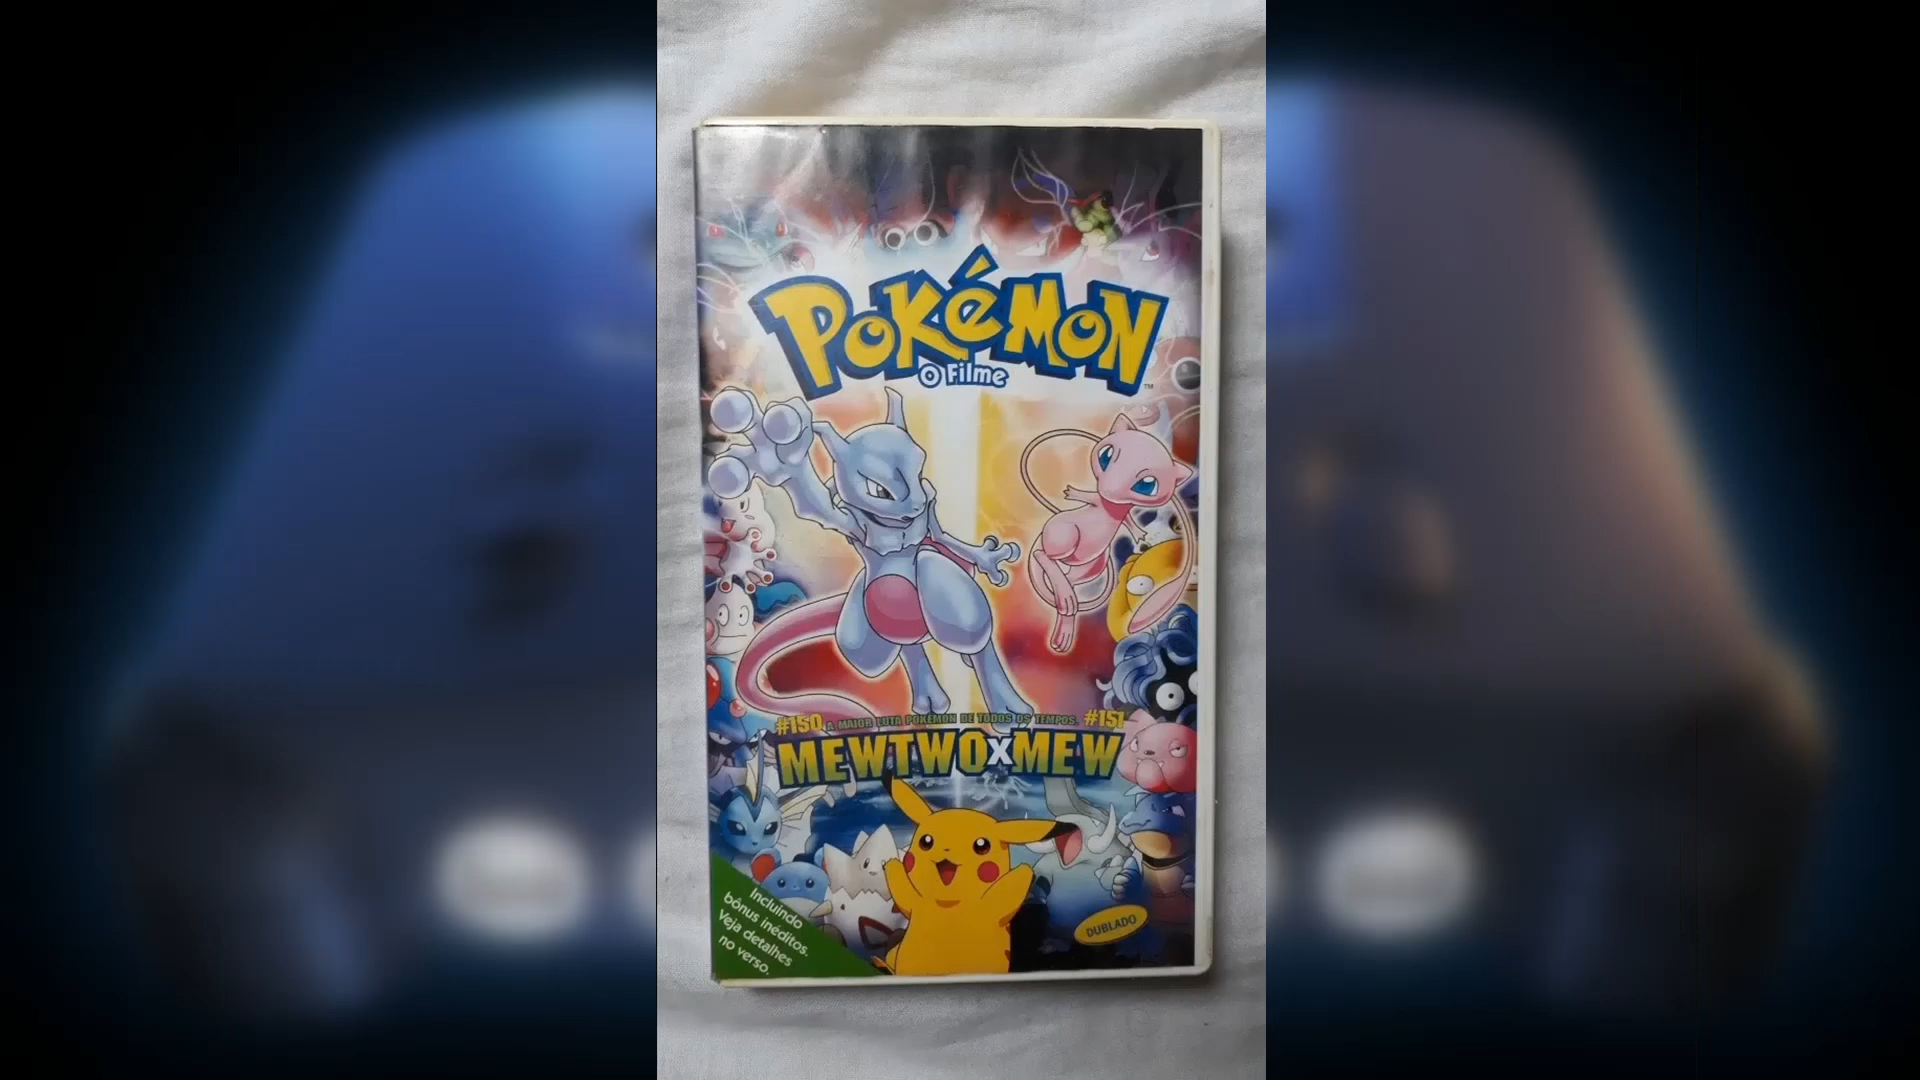 POKéMON
O Filme
™
#150 A MAIOR LUTA POKÉMON DE TODOS OS TEMPOS. #151
MEWTWO X MEW
Incluindo
bônus inéditos.
Veja detalhes
no verso.
DUBLADO